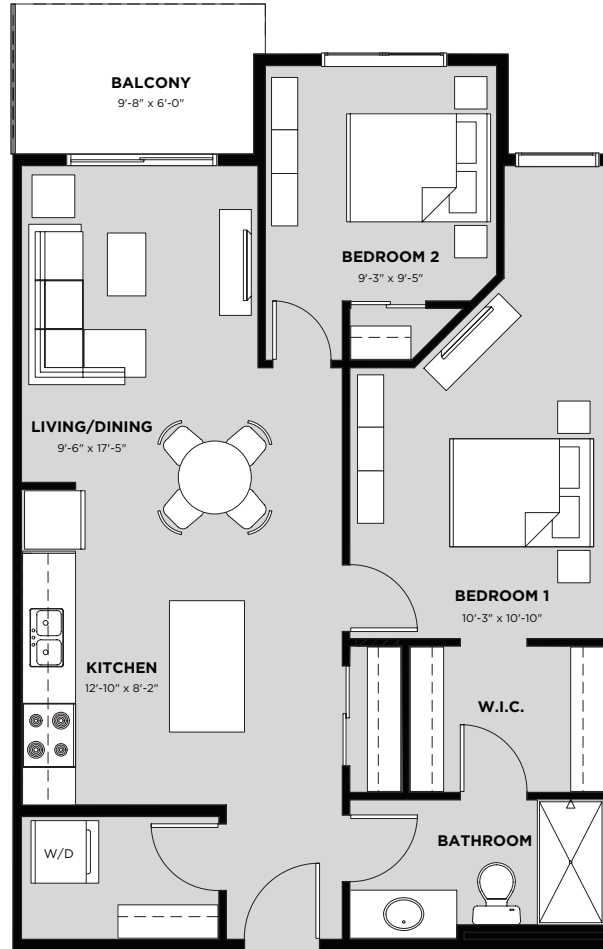 BALCONY
9'-8" x 6'-0"
BEDROOM 2
9'-3" x 9'-5"
LIVING/DINING
9'-6" x 17'-5"
BEDROOM 1
10'-3" x 10'-10"
KITCHEN
12'-10" x 8'-2"
W.I.C.
BATHROOM
W/D